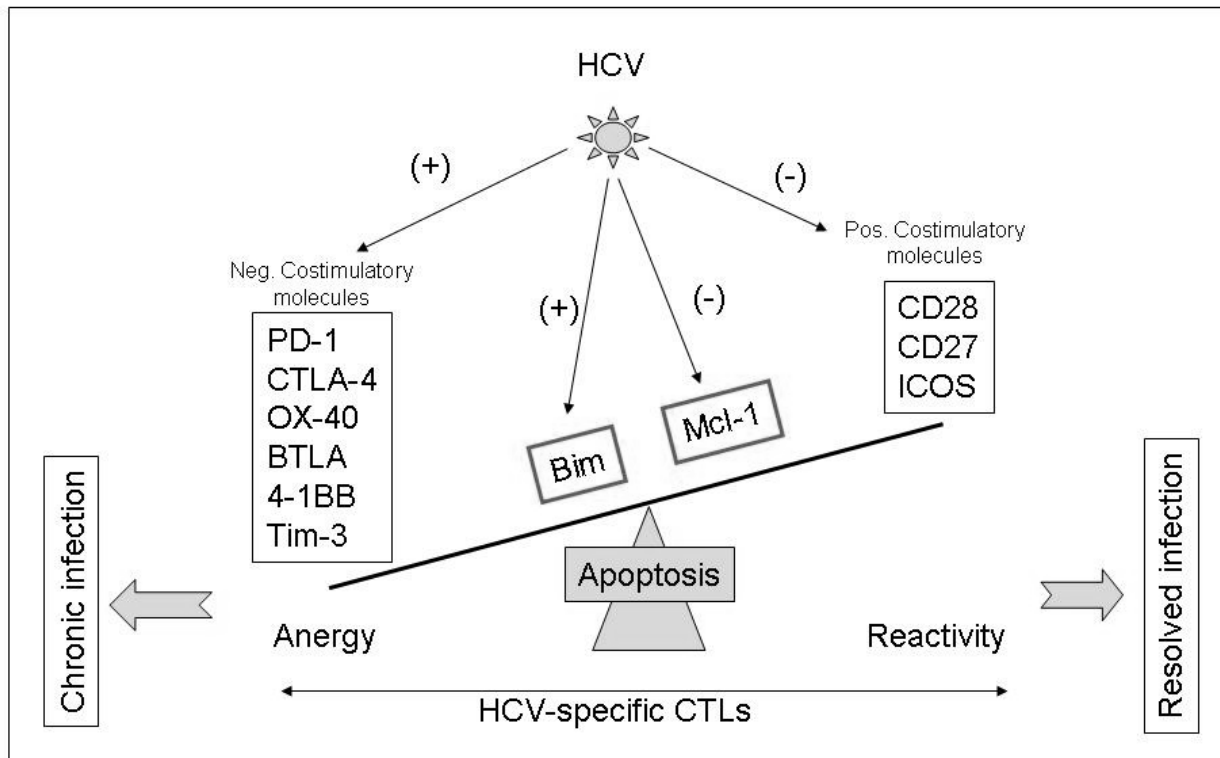 HCV
(+)
(-)
Neg. Costimulatory
molecules
Pos. Costimulatory
molecules
(+)
(-)
PD-1
CTLA-4
OX-40
BTLA
4-1BB
Tim-3
CD28
CD27
ICOS
Bim
Mcl-1
Apoptosis
Chronic infection
Resolved infection
Anergy
Reactivity
HCV-specific CTLs